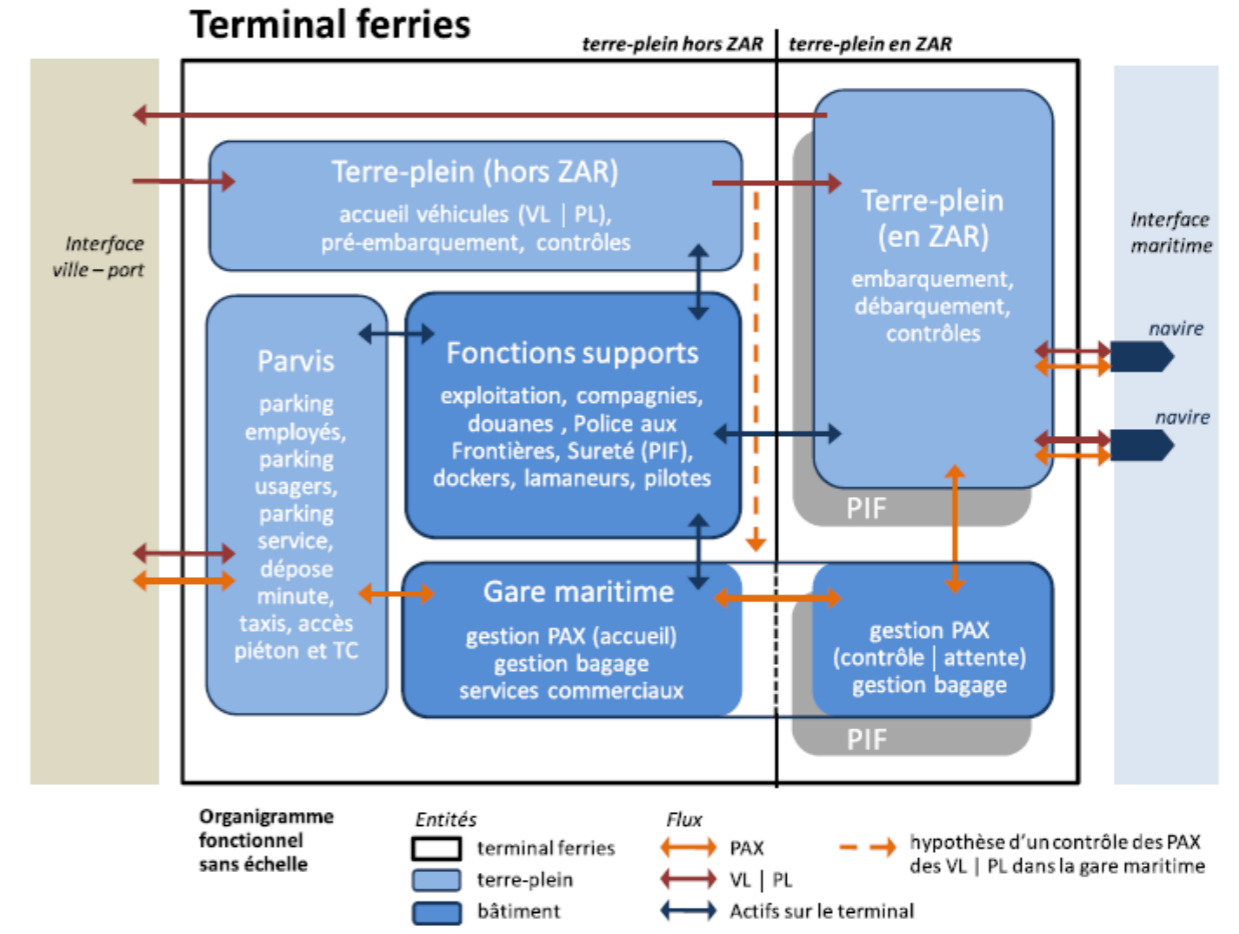 Terminal ferries
terre-plein hors ZAR
terre-plein en ZAR
Interface
ville – port
Terre-plein (hors ZAR)
accueil véhicules (VL | PL),
pré-embarquement, contrôles
Terre-plein
(en ZAR)
embarquement,
débarquement,
contrôles
PIF
Interface
maritime
navire
navire
Parvis
parking
employés,
parking
usagers,
parking
service,
dépose
minute,
taxis, accès
piéton et TC
Fonctions supports
exploitation, compagnies,
douanes , Police aux
Frontières, Sureté (PIF),
dockers, lamaneurs, pilotes
Gare maritime
gestion PAX (accueil)
gestion bagage
services commerciaux
gestion PAX
(contrôle | attente)
gestion bagage
PIF
Organigramme
fonctionnel
sans échelle
Entités
terminal ferries
terre-plein
bâtiment
Flux
PAX
VL | PL
Actifs sur le terminal
hypothèse d'un contrôle des PAX
des VL | PL dans la gare maritime